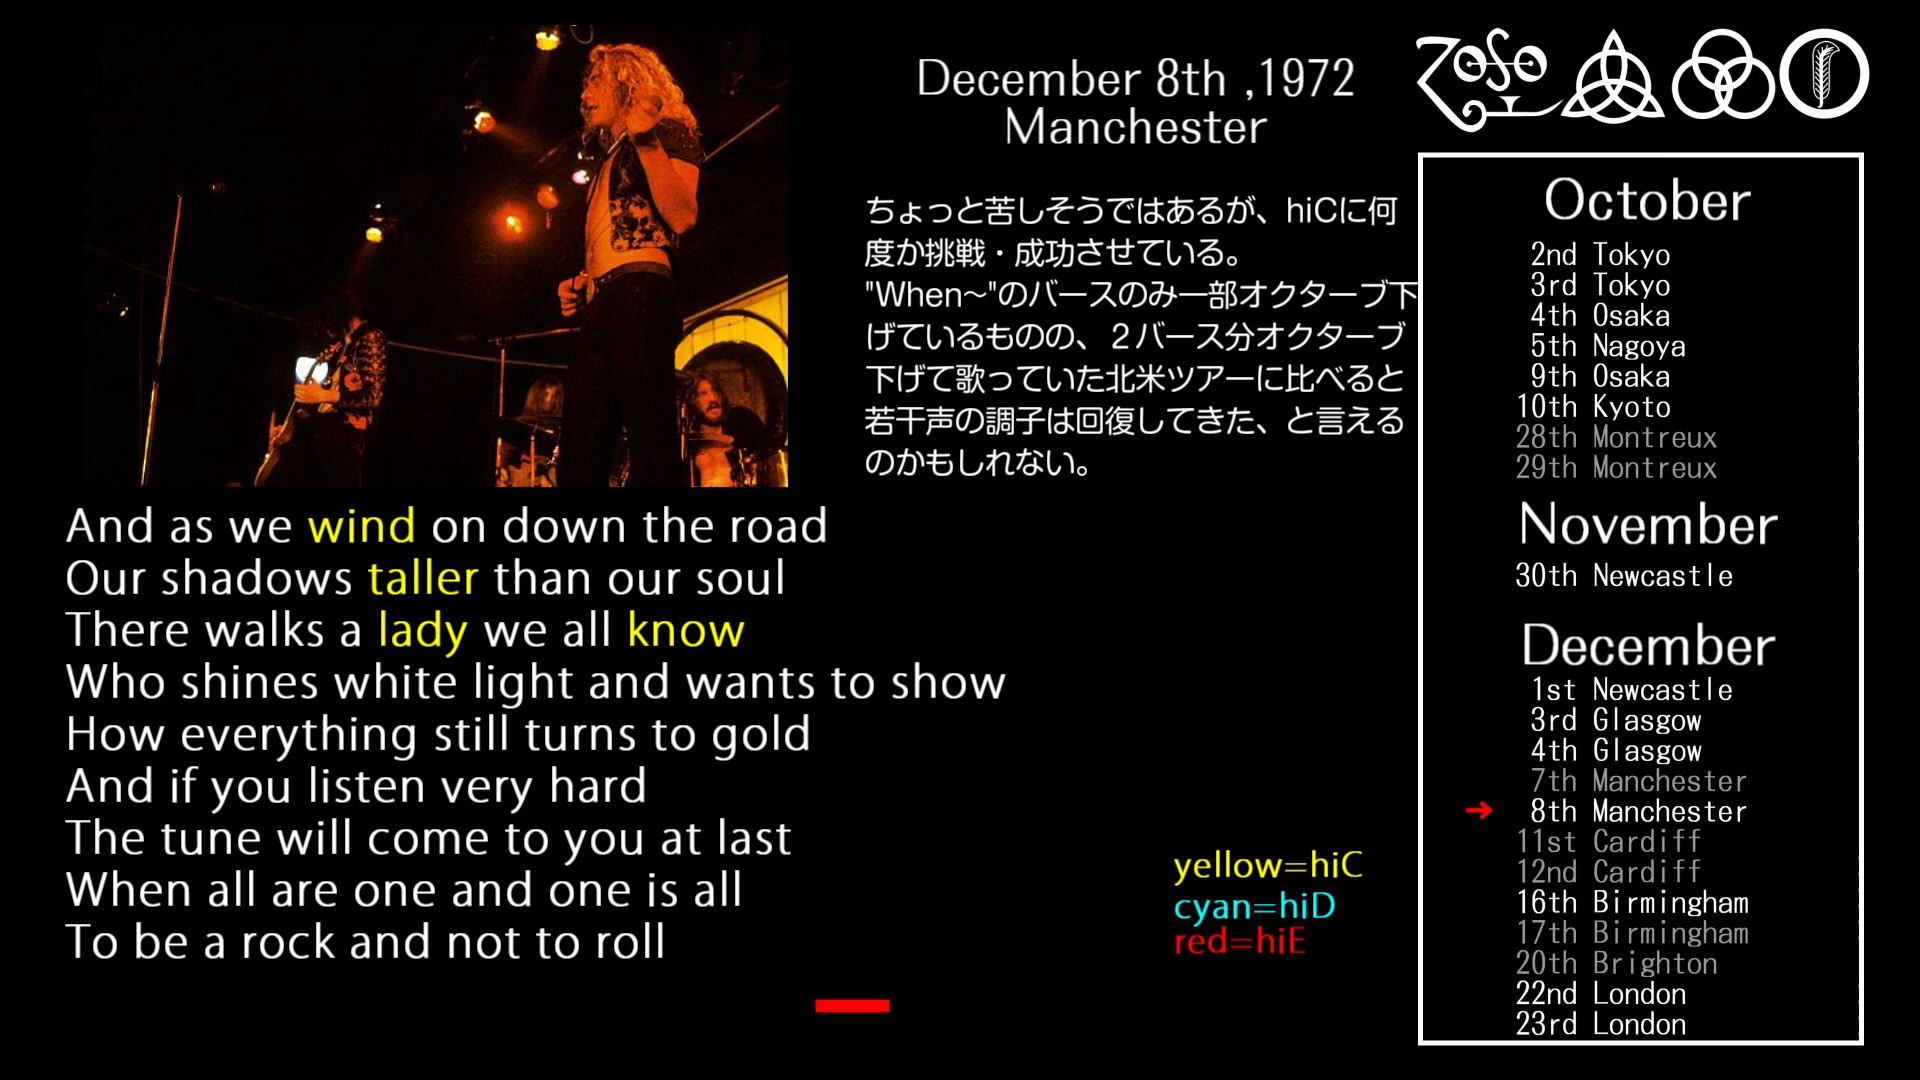 December 8th ,1972
Manchester
ちょっと苦しそうではあるが、hiCに何
度か挑戦・成功させている。
"When~"のバースのみ一部オクターブ下
げているものの、２バース分オクターブ
下げて歌っていた北米ツアーに比べると
若干声の調子は回復してきた、と言える
のかもしれない。
And as we wind on down the road
Our shadows taller than our soul
There walks a lady we all know
Who shines white light and wants to show
How everything still turns to gold
And if you listen very hard
The tune will come to you at last
When all are one and one is all
To be a rock and not to roll
yellow=hiC
cyan=hiD
red=hiE
ZoSo
October
2nd Tokyo
3rd Tokyo
4th Osaka
5th Nagoya
9th Osaka
10th Kyoto
28th Montreux
29th Montreux
November
30th Newcastle
December
1st Newcastle
3rd Glasgow
4th Glasgow
7th Manchester
→ 8th Manchester
11st Cardiff
12nd Cardiff
16th Birmingham
17th Birmingham
20th Brighton
22nd London
23rd London